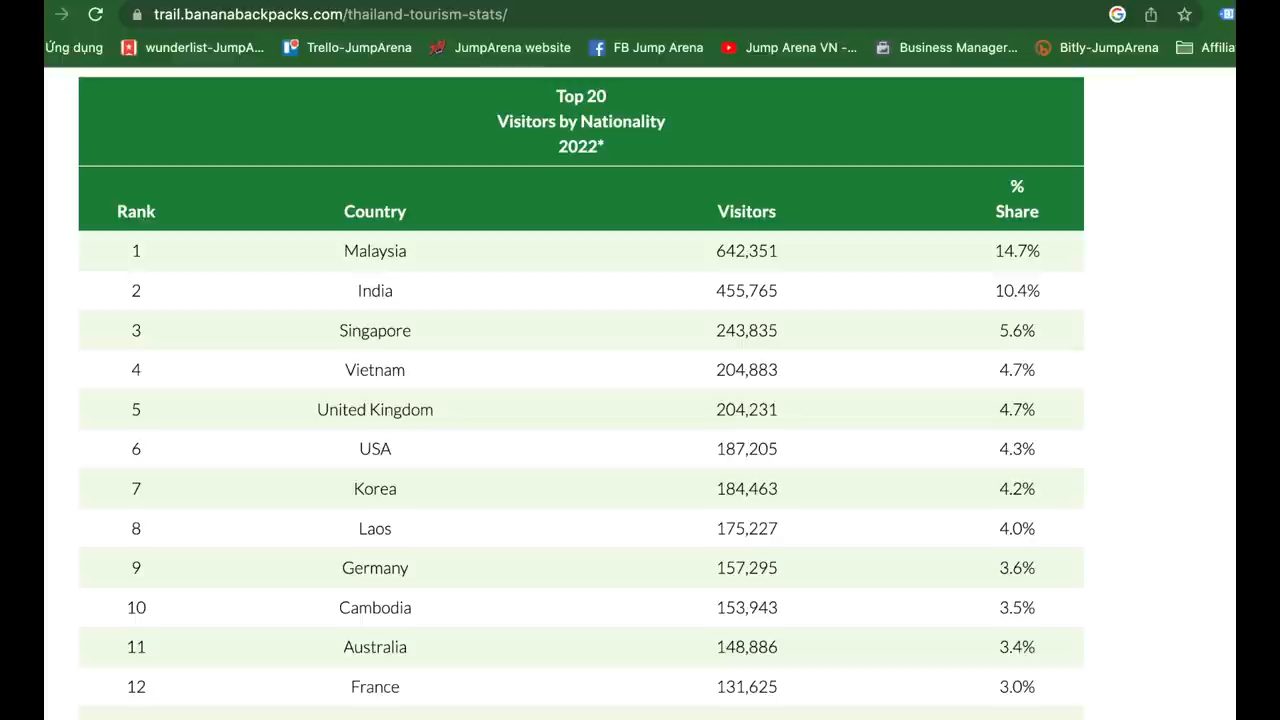 trail.bananabackpacks.com/thailand-tourism-stats/
Ứng dụng wunderlist-JumpA... Trello-JumpArena JumpArena website FB Jump Arena Jump Arena VN -... Business Manager... Bitly-JumpArena Affilia
Top 20
Visitors by Nationality
2022*
Rank Country Visitors % Share
1 Malaysia 642,351 14.7%
2 India 455,765 10.4%
3 Singapore 243,835 5.6%
4 Vietnam 204,883 4.7%
5 United Kingdom 204,231 4.7%
6 USA 187,205 4.3%
7 Korea 184,463 4.2%
8 Laos 175,227 4.0%
9 Germany 157,295 3.6%
10 Cambodia 153,943 3.5%
11 Australia 148,886 3.4%
12 France 131,625 3.0%